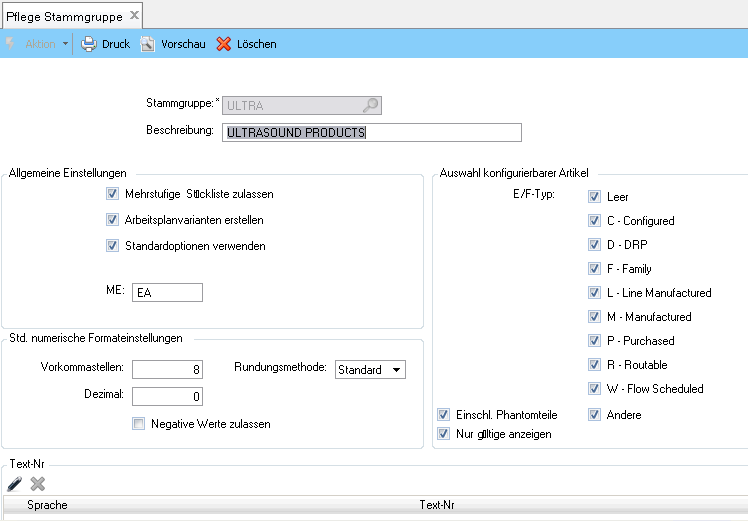 Pflege Stammgruppe
Aktion Druck Vorschau Löschen
Stammgruppe:* ULTRA
Beschreibung: ULTRASOUND PRODUCTS
Allgemeine Einstellungen
Mehrstufige Stückliste zulassen
Arbeitsplanvarianten erstellen
Standardoptionen verwenden
ME: EA
Std. numerische Formateinstellungen
Vorkommastellen: 8 Rundungsmethode: Standard
Dezimal: 0
Negative Werte zulassen
Auswahl konfigurierbarer Artikel
E/F-Typ: Leer
C - Configured
D - DRP
F - Family
L - Line Manufactured
M - Manufactured
P - Purchased
R - Routable
W - Flow Scheduled
Einschl. Phantomteile Andere
Nur gültige anzeigen
Text-Nr
Sprache Text-Nr